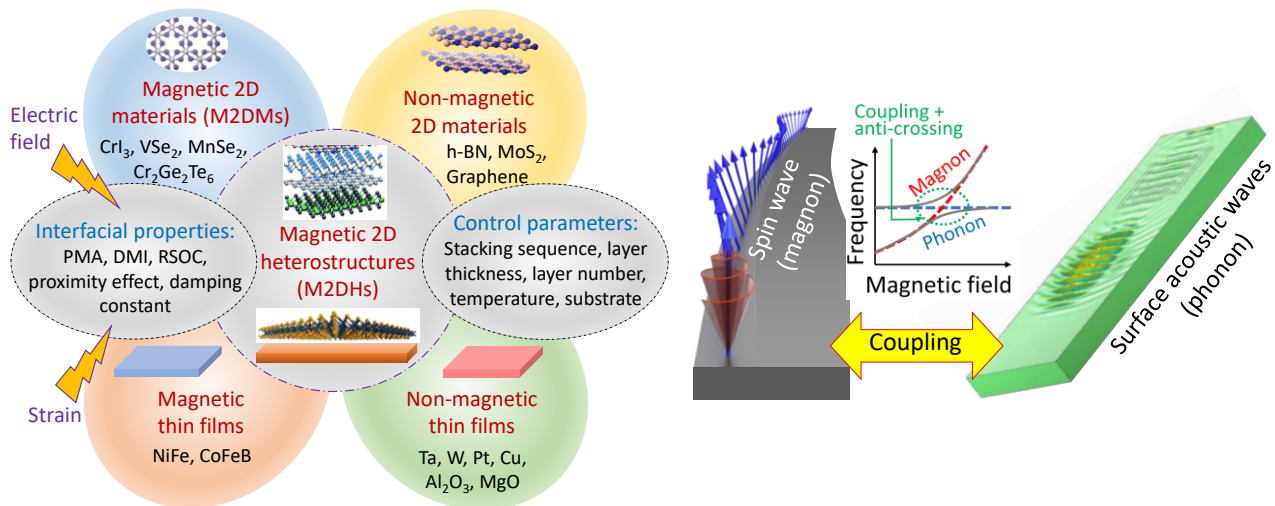 Magnetic 2D
materials (M2DMs)
CrI₃, VSe₂, MnSe₂,
Cr₂Ge₂Te₆
Non-magnetic
2D materials
h-BN, MoS₂,
Graphene
Electric
field
Interfacial properties:
PMA, DMI, RSOC,
proximity effect, damping
constant
Magnetic 2D
heterostructures
(M2DHs)
Control parameters:
Stacking sequence, layer
thickness, layer number,
temperature, substrate
Strain
Magnetic
thin films
NiFe, CoFeB
Non-magnetic
thin films
Ta, W, Pt, Cu,
Al₂O₃, MgO
Spin wave
(magnon)
Coupling +
anti-crossing
Magnon
Phonon
Frequency
Magnetic field
Coupling
Surface acoustic waves
(phonon)